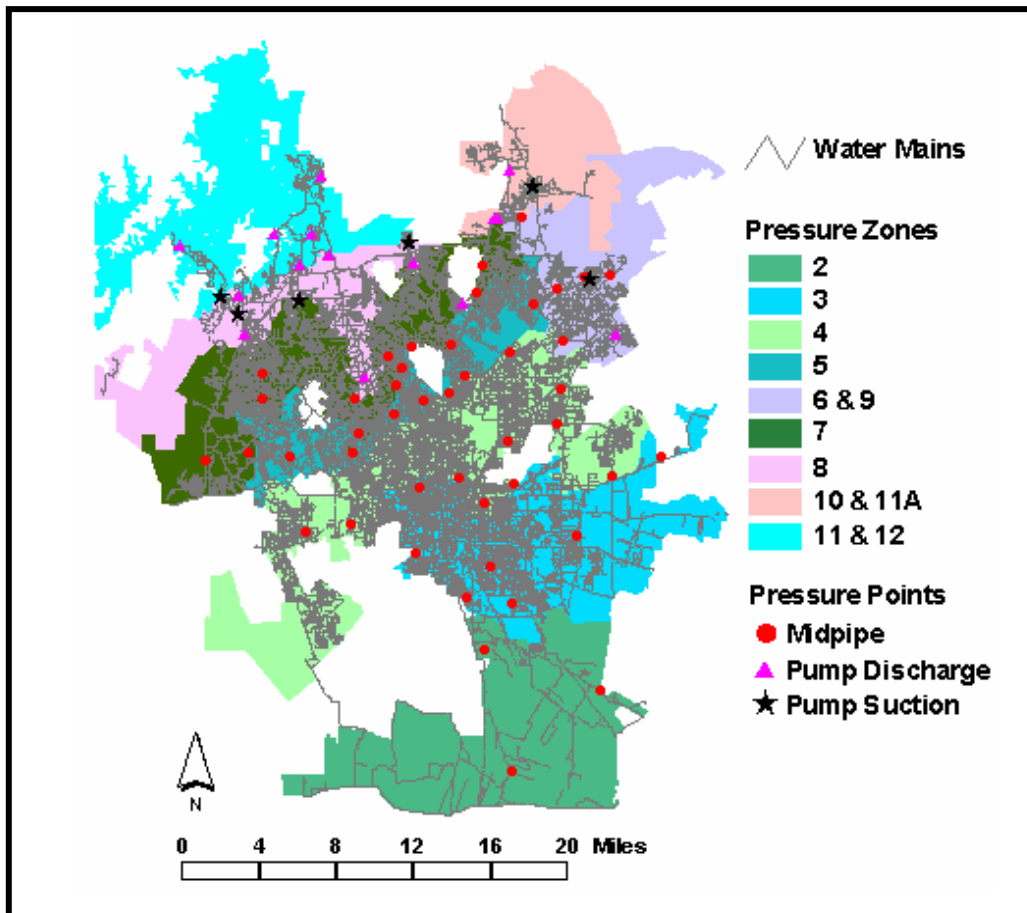 Water Mains
Pressure Zones
2
3
4
5
6 & 9
7
8
10 & 11A
11 & 12
Pressure Points
Midpipe
Pump Discharge
Pump Suction
N
0 4 8 12 16 20 Miles